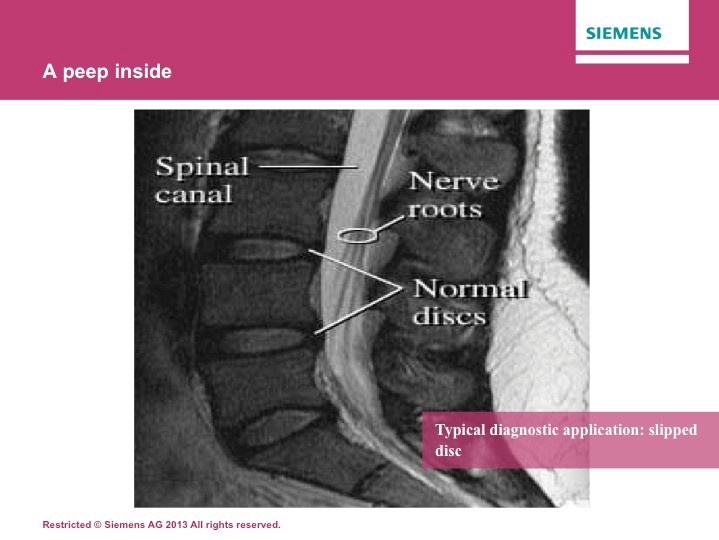 SIEMENS
A peep inside
Spinal
canal
Nerve
roots
Normal
discs
Typical diagnostic application: slipped
disc
Restricted © Siemens AG 2013 All rights reserved.